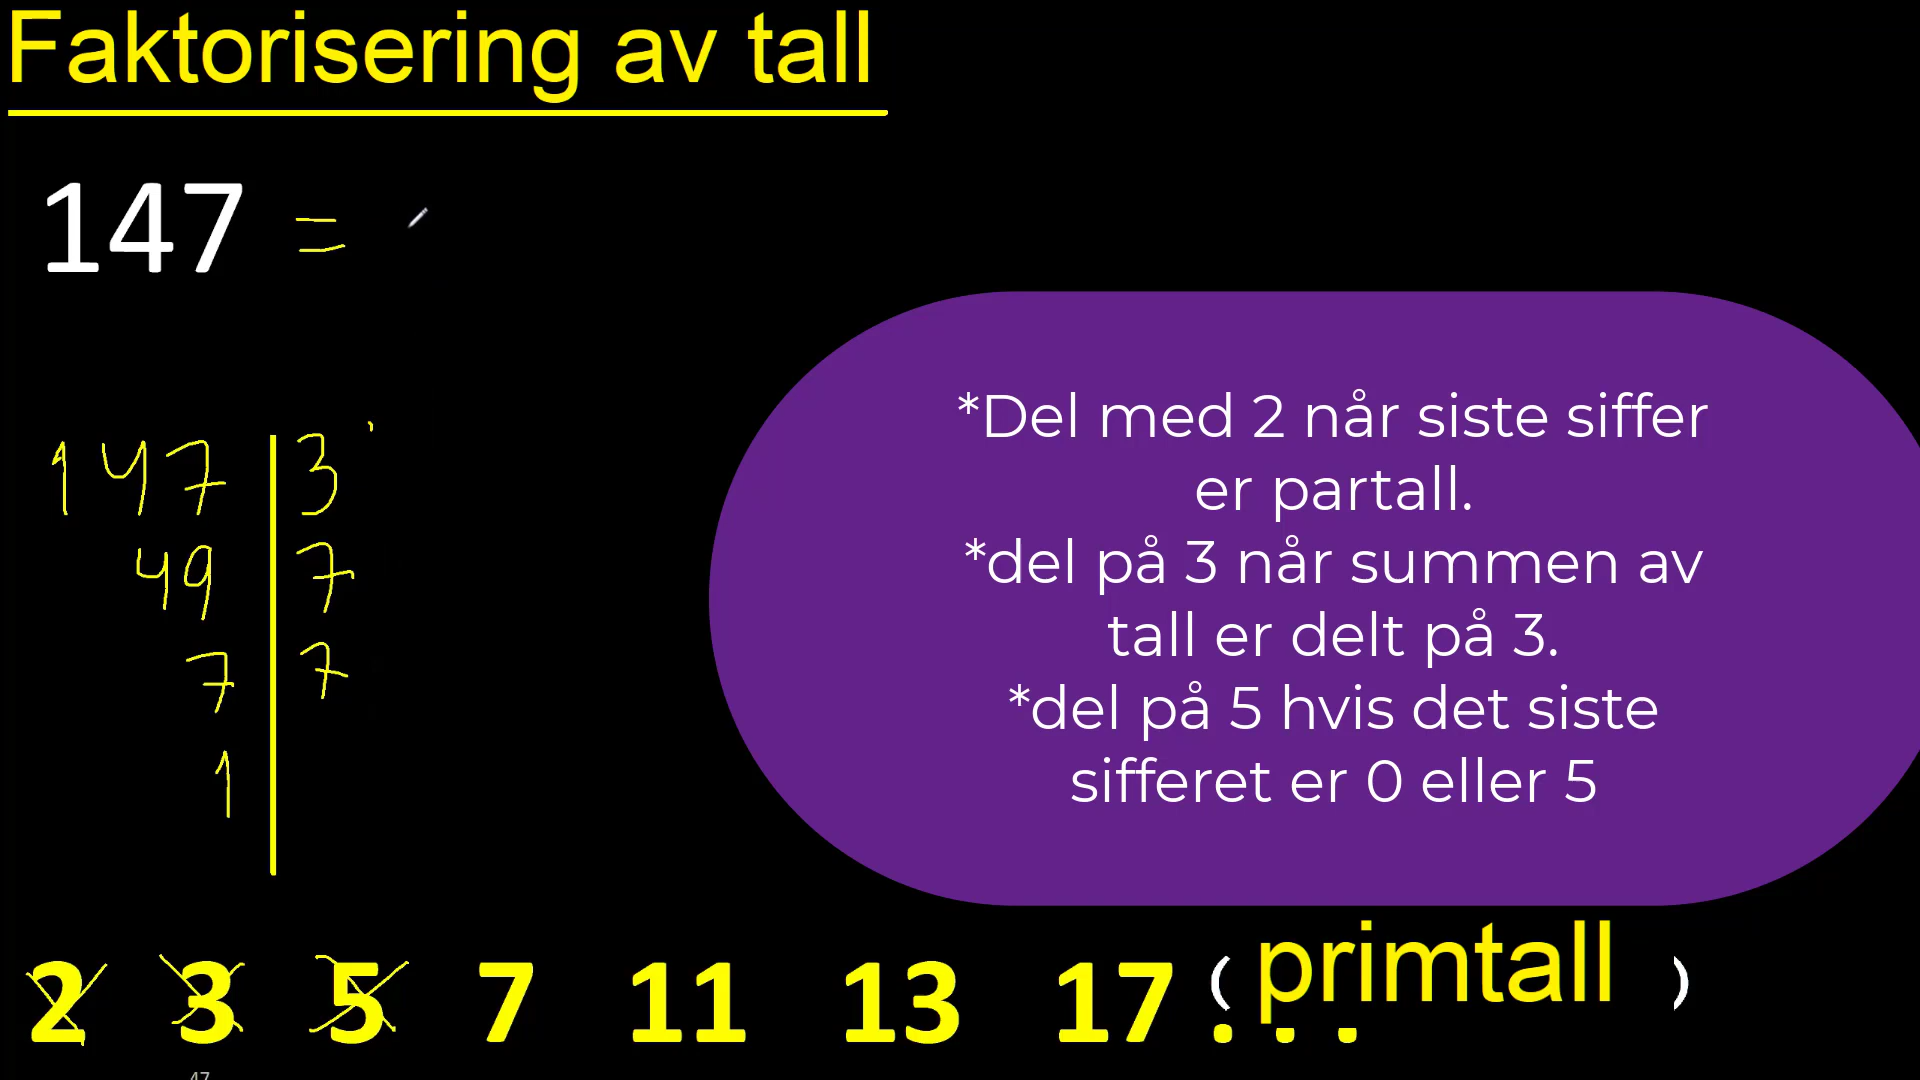 Faktorisering av tall
147 =
147 | 3
49 | 7
7 | 7
1 |
*Del med 2 når siste siffer
er partall.
*del på 3 når summen av
tall er delt på 3.
*del på 5 hvis det siste
sifferet er 0 eller 5
2 3 5 7 11 13 17 . . . ( primtall )
47